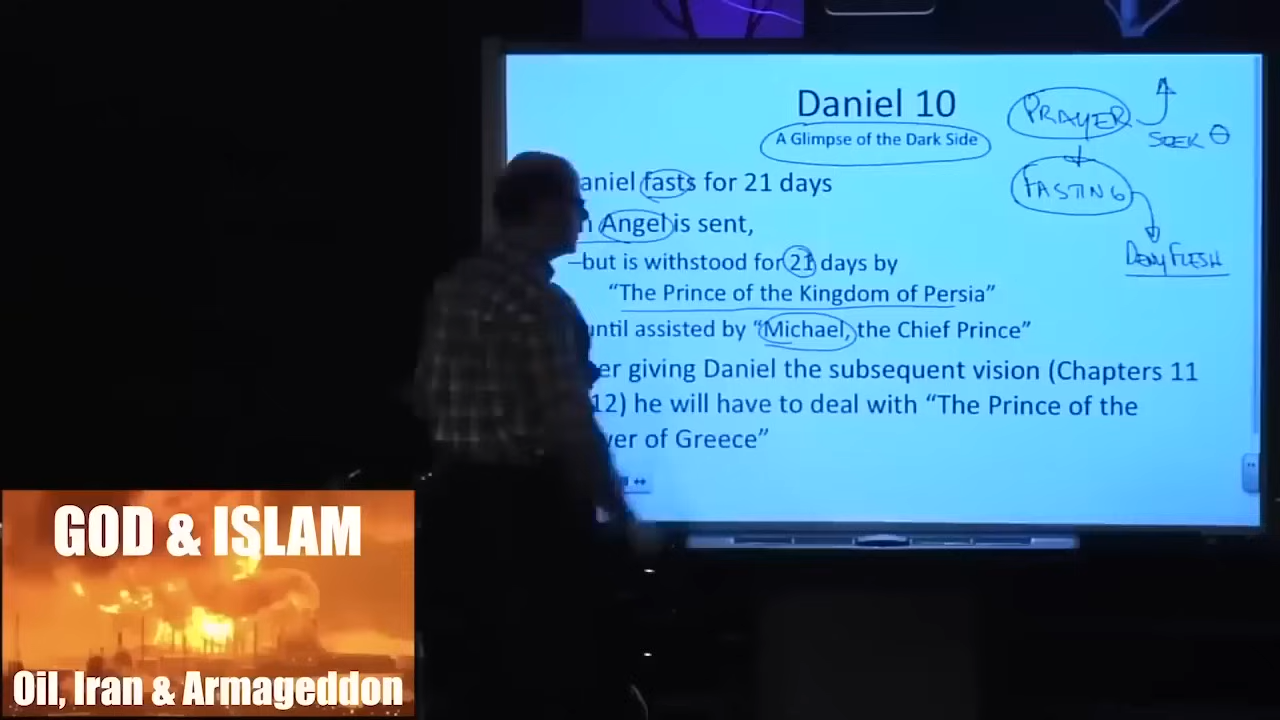 Daniel 10
A Glimpse of the Dark Side
aniel fasts for 21 days
n Angel is sent,
–but is withstood for 21 days by
“The Prince of the Kingdom of Persia”
until assisted by “Michael, the Chief Prince”
er giving Daniel the subsequent vision (Chapters 11
12) he will have to deal with “The Prince of the
wer of Greece”
PRAYER
SEEK Θ
FASTING
DENY FLESH
GOD & ISLAM
Oil, Iran & Armageddon